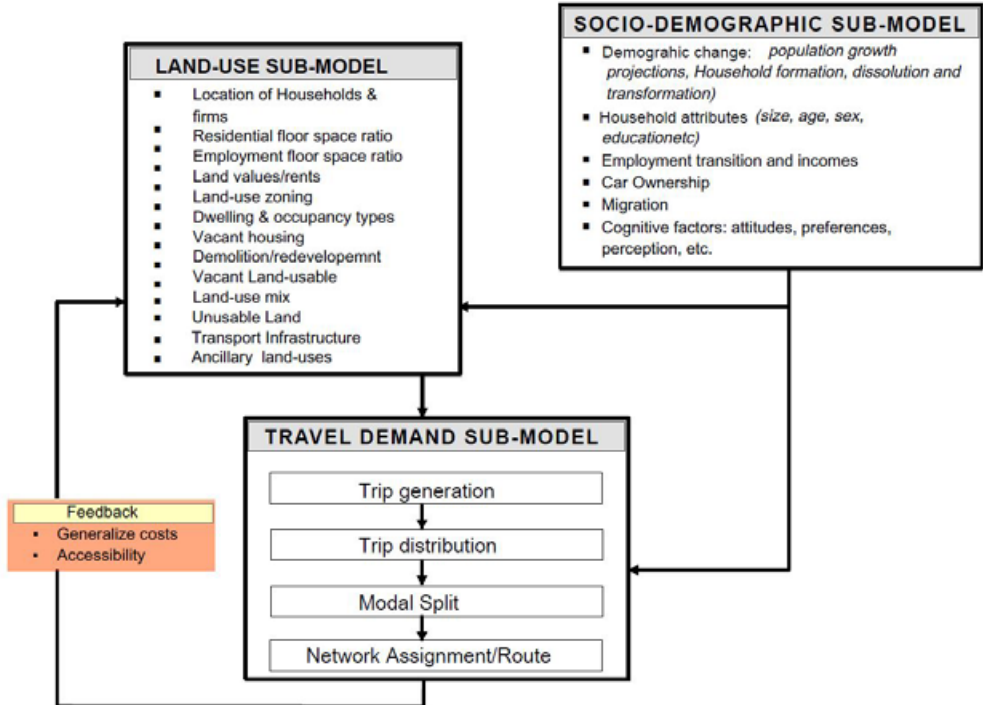 LAND-USE SUB-MODEL
Location of Households &
firms
Residential floor space ratio
Employment floor space ratio
Land values/rents
Land-use zoning
Dwelling & occupancy types
Vacant housing
Demolition/redevelopemnt
Vacant Land-usable
Land-use mix
Unusable Land
Transport Infrastructure
Ancillary land-uses
SOCIO-DEMOGRAPHIC SUB-MODEL
Demograhic change: population growth
projections, Household formation, dissolution and
transformation)
Household attributes (size, age, sex,
educationetc)
Employment transition and incomes
Car Ownership
Migration
Cognitive factors: attitudes, preferences,
perception, etc.
TRAVEL DEMAND SUB-MODEL
Trip generation
Trip distribution
Modal Split
Network Assignment/Route
Feedback
Generalize costs
Accessibility